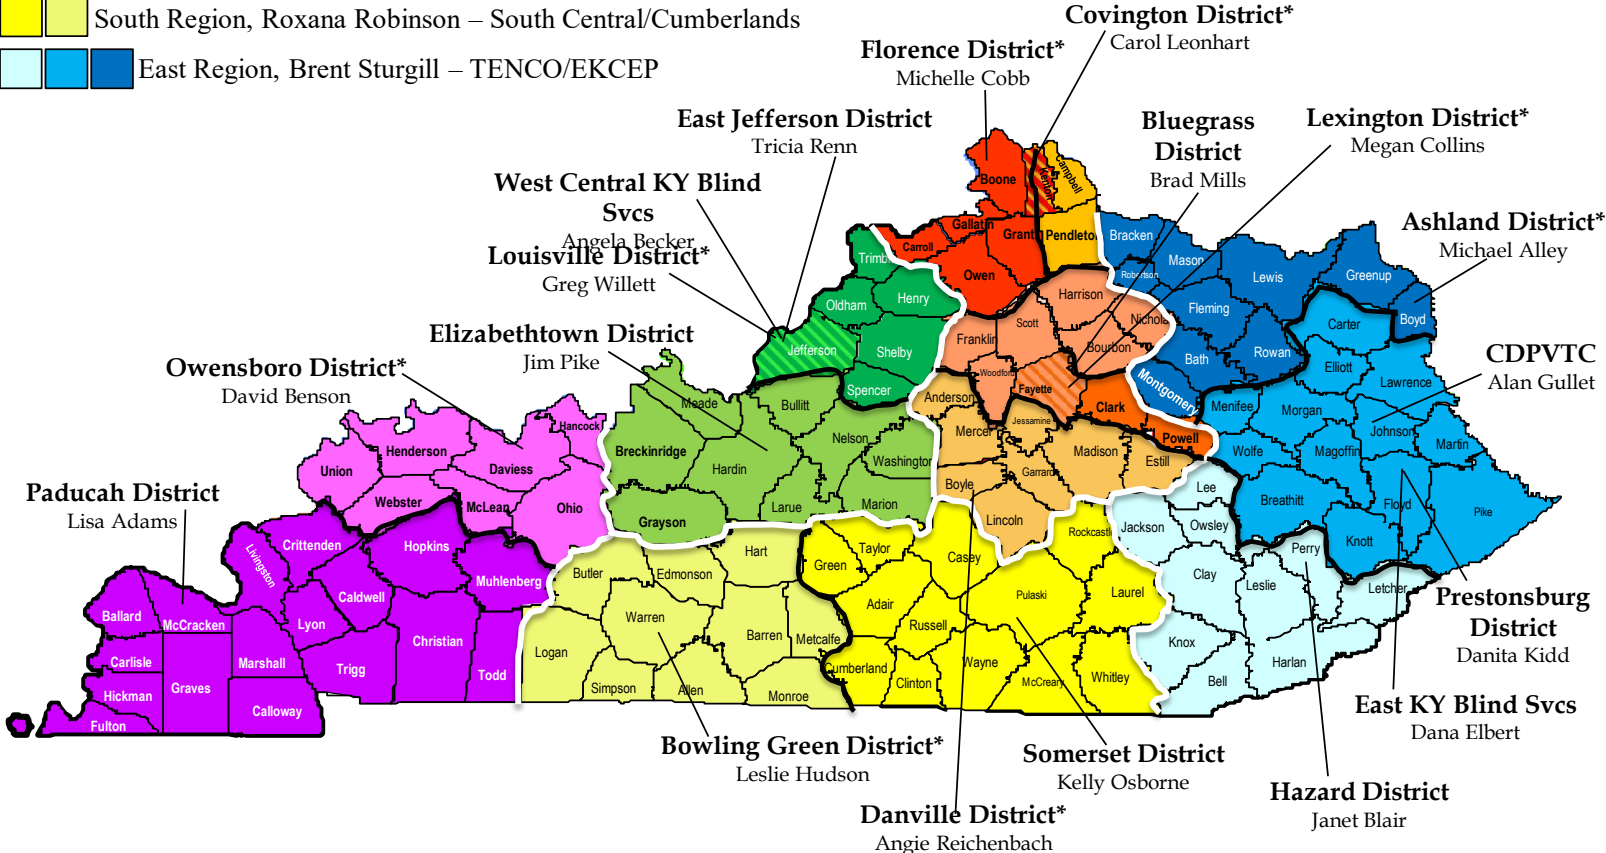 South Region, Roxana Robinson – South Central/Cumberlands
East Region, Brent Sturgill – TENCO/EKCEP
Covington District*
Carol Leonhart
Florence District*
Michelle Cobb
East Jefferson District
Tricia Renn
Bluegrass
District
Brad Mills
Lexington District*
Megan Collins
West Central KY Blind
Svcs
Angela Becker
Louisville District*
Greg Willett
Ashland District*
Michael Alley
Elizabethtown District
Jim Pike
CDPVTC
Alan Gullet
Owensboro District*
David Benson
Paducah District
Lisa Adams
Prestonsburg
District
Danita Kidd
East KY Blind Svcs
Dana Elbert
Bowling Green District*
Leslie Hudson
Somerset District
Kelly Osborne
Hazard District
Janet Blair
Danville District*
Angie Reichenbach
Boone
Kenton
Campbell
Gallatin
Carroll
Grant
Pendleto
Owen
Trimb
Oldham
Henry
Jefferson
Shelby
Spencer
Bracken
Mason
Robertson
Lewis
Greenup
Fleming
Boyd
Bath
Rowan
Montgomery
Harrison
Nichola
Scott
Franklin
Bourbon
Woodford
Fayette
Clark
Powell
Carter
Elliott
Lawrence
Menifee
Morgan
Johnson
Martin
Wolfe
Magoffin
Breathitt
Floyd
Pike
Knott
Anderson
Mercer
Jessamine
Madison
Estill
Garrard
Boyle
Lincoln
Meade
Bullitt
Breckinridge
Nelson
Hardin
Washington
Larue
Marion
Grayson
Hancock
Henderson
Union
Daviess
Webster
McLean
Ohio
Livingston
Crittenden
Hopkins
Muhlenberg
Caldwell
Ballard
McCracken
Lyon
Christian
Carlisle
Marshall
Trigg
Todd
Hickman
Graves
Calloway
Fulton
Butler
Edmonson
Hart
Warren
Barren
Metcalfe
Logan
Simpson
Allen
Monroe
Green
Taylor
Casey
Rockcastl
Adair
Pulaski
Laurel
Russell
Cumberland
Wayne
Clinton
McCreary
Whitley
Lee
Jackson
Owsley
Perry
Clay
Leslie
Letcher
Knox
Harlan
Bell